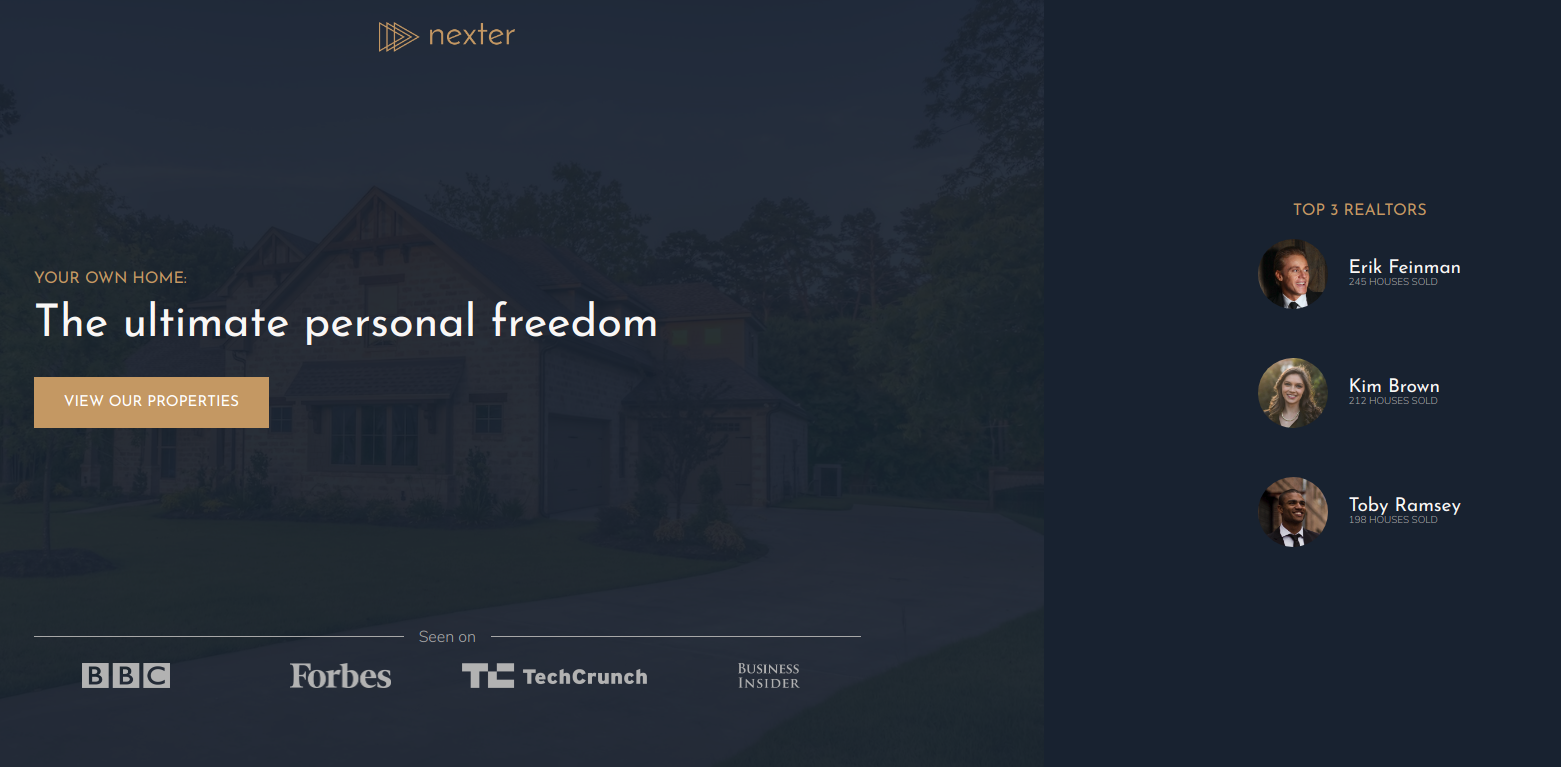 nexter
YOUR OWN HOME:
The ultimate personal freedom
VIEW OUR PROPERTIES
Seen on
BBC
Forbes
TC TechCrunch
BUSINESS
INSIDER
TOP 3 REALTORS
Erik Feinman
245 HOUSES SOLD
Kim Brown
212 HOUSES SOLD
Toby Ramsey
198 HOUSES SOLD